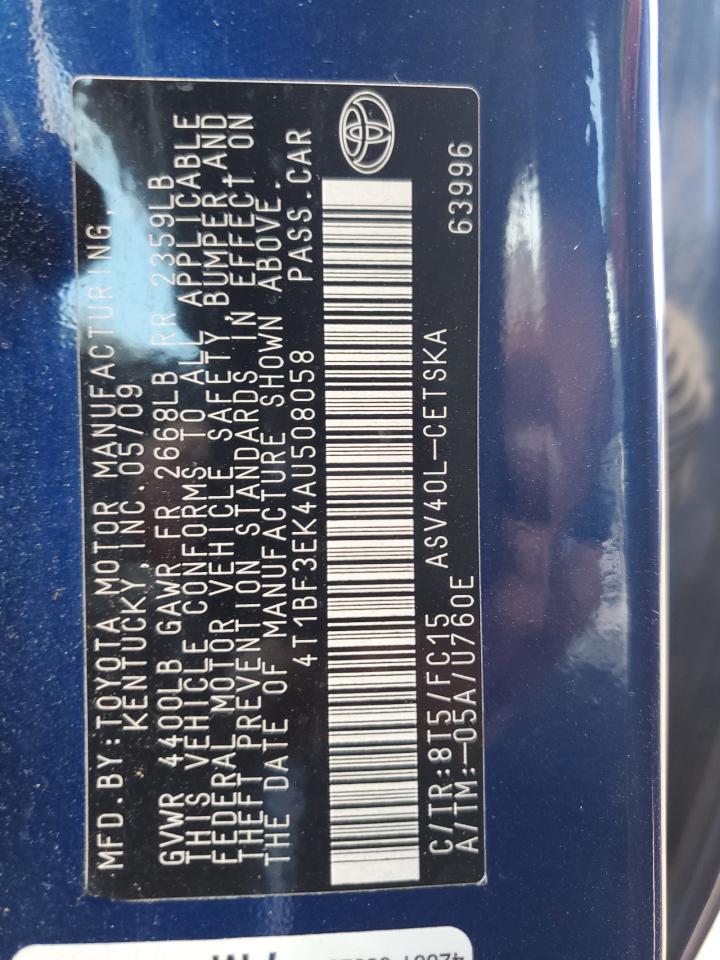 MFD.BY:TOYOTA MOTOR MANUFACTURING,
KENTUCKY,INC.05/09
GVWR 4400LB GAWR FR 2668LB RR 2359LB
THIS VEHICLE CONFORMS TO ALL APPLICABLE
FEDERAL MOTOR VEHICLE SAFETY, BUMPER,AND
THEFT PREVENTION STANDARDS IN EFFECT ON
THE DATE OF MANUFACTURE SHOWN ABOVE.
4T1BF3EK4AU508058 PASS.CAR
C/TR:8T5/FC15 ASV40L-CETSKA
A/TM:-05A/U760E 63996